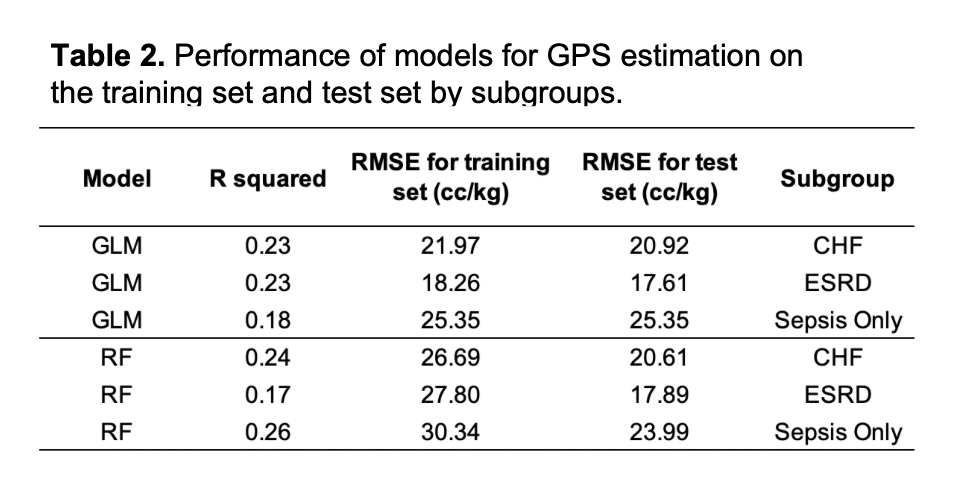 Table 2. Performance of models for GPS estimation on
the training set and test set by subgroups.
Model R squared RMSE for training set (cc/kg) RMSE for test set (cc/kg) Subgroup
GLM 0.23 21.97 20.92 CHF
GLM 0.23 18.26 17.61 ESRD
GLM 0.18 25.35 25.35 Sepsis Only
RF 0.24 26.69 20.61 CHF
RF 0.17 27.80 17.89 ESRD
RF 0.26 30.34 23.99 Sepsis Only